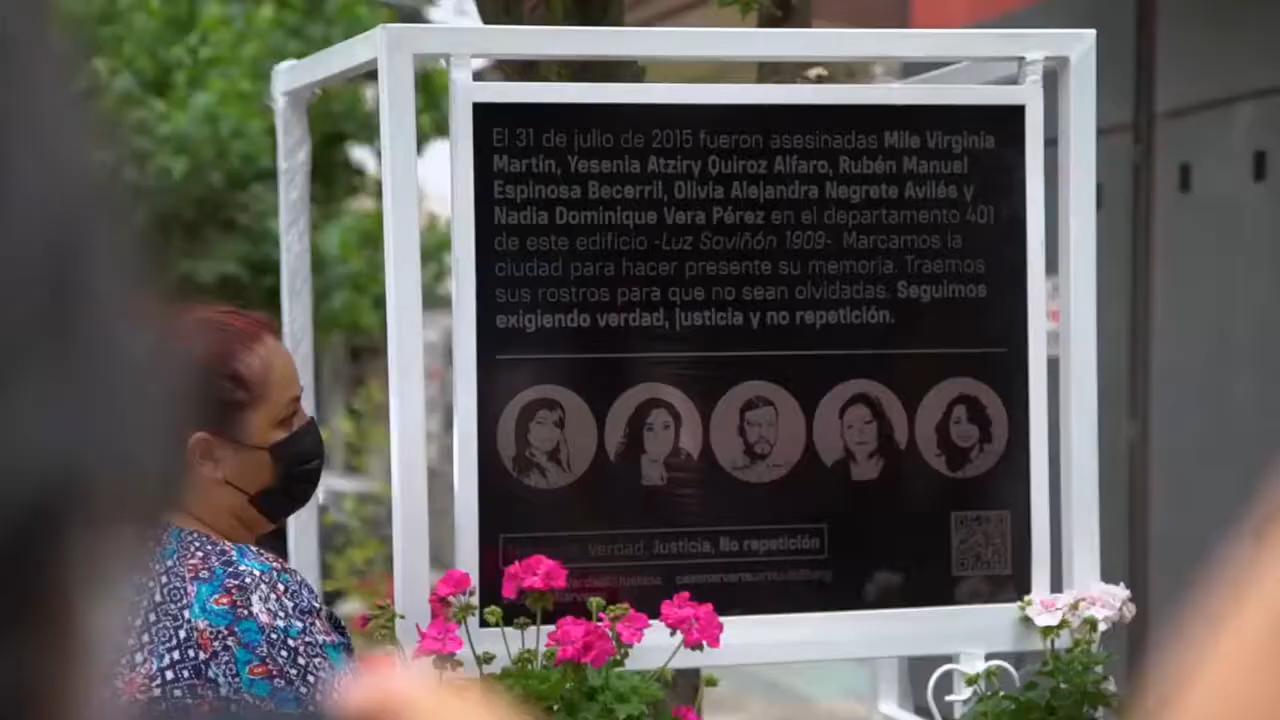 El 31 de julio de 2015 fueron asesinadas Mile Virginia
Martín, Yesenia Atziry Quiroz Alfaro, Rubén Manuel
Espinosa Becerril, Olivia Alejandra Negrete Avilés y
Nadia Dominique Vera Pérez en el departamento 401
de este edificio -Luz Saviñón 1909-. Marcamos la
ciudad para hacer presente su memoria. Traemos
sus rostros para que no sean olvidadas. Seguimos
exigiendo verdad, justicia y no repetición.
Verdad, Justicia, No repetición